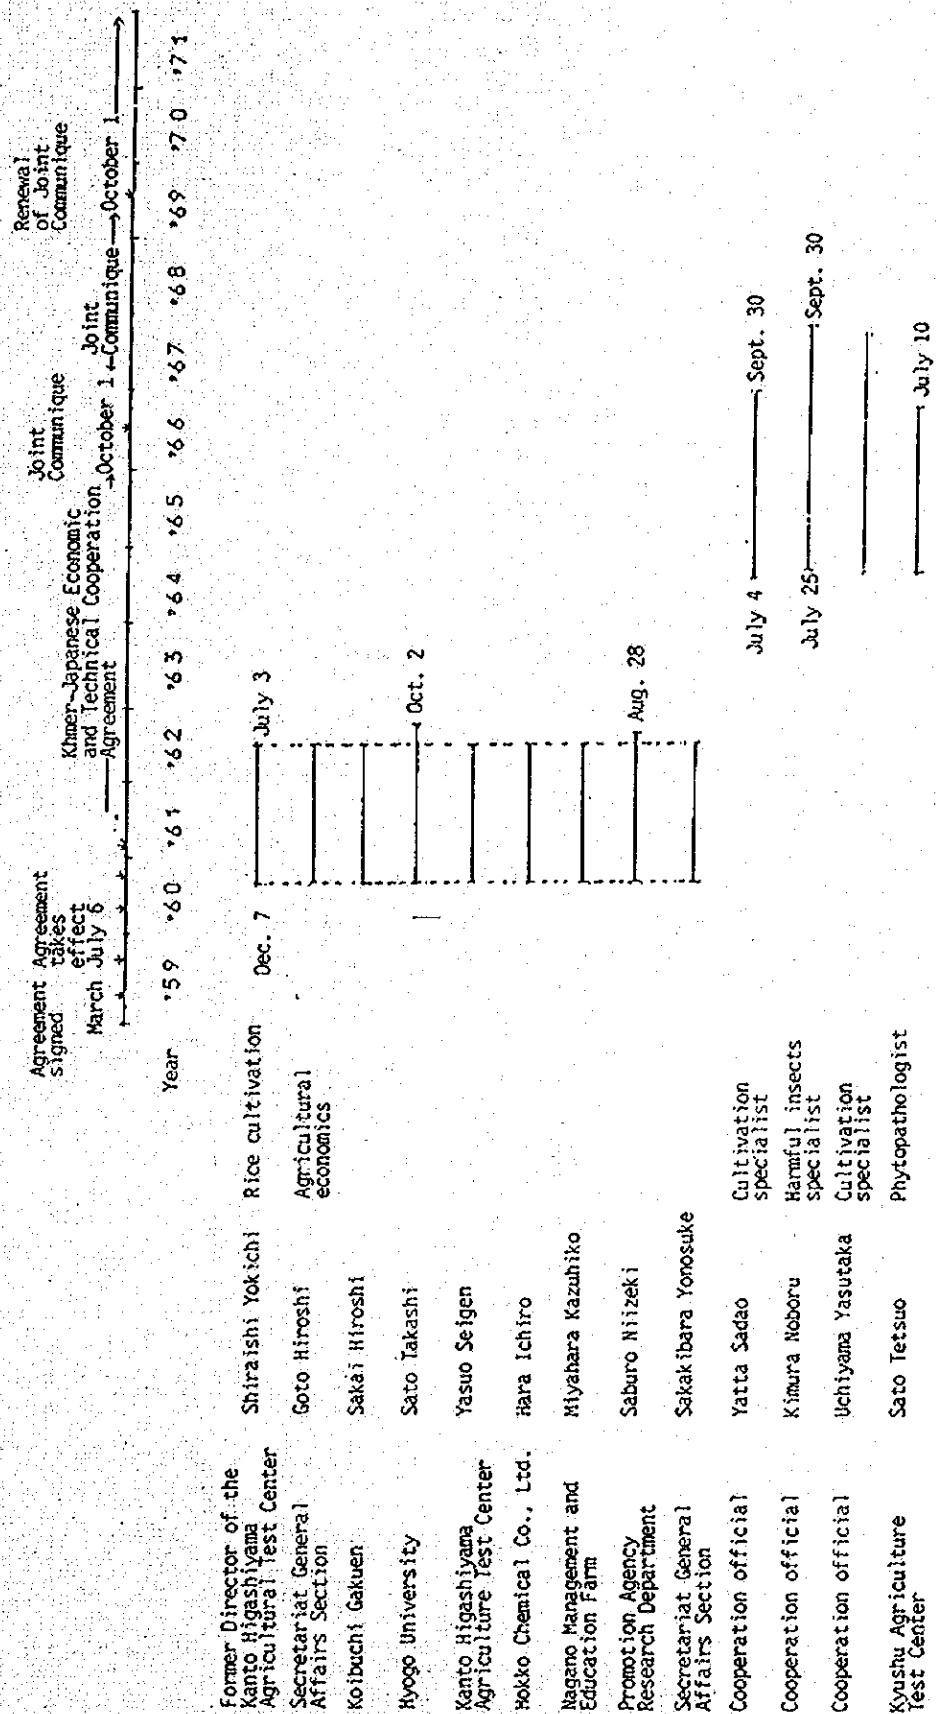 Agreement signed
Agreement takes effect
Khmer-Japanese Economic and Technical Cooperation Agreement
Joint Communique
Renewal of Joint Communique
March July 6
→October 1
←Communique→
Joint
October 1
Year '59 '60 '61 '62 '63 '64 '65 '66 '67 '68 '69 '70 '71
Former Director of the Kanto Higashiyama Agricultural Test Center
Shiraishi Yokichi
Rice cultivation
Dec. 7
July 3
Secretariat General Affairs Section
Goto Hiroshi
Agricultural economics
Koibuchi Gakuen
Sakai Hiroshi
Hyogo University
Sato Takashi
Oct. 2
Kanto Higashiyama Agriculture Test Center
Yasuo Seigen
Hokko Chemical Co., Ltd.
Hara Ichiro
Nagano Management and Education Farm
Miyahara Kazuhiko
Promotion Agency Research Department
Saburo Niizeki
Aug. 28
Secretariat General Affairs Section
Sakakibara Yonosuke
Cooperation official
Yatta Sadao
Cultivation specialist
July 4
Sept. 30
Cooperation official
Kimura Noboru
Harmful insects specialist
July 25
Sept. 30
Cooperation official
Uchiyama Yasutaka
Cultivation specialist
Kyushu Agriculture Test Center
Sato Tetsuo
Phytopathologist
July 10